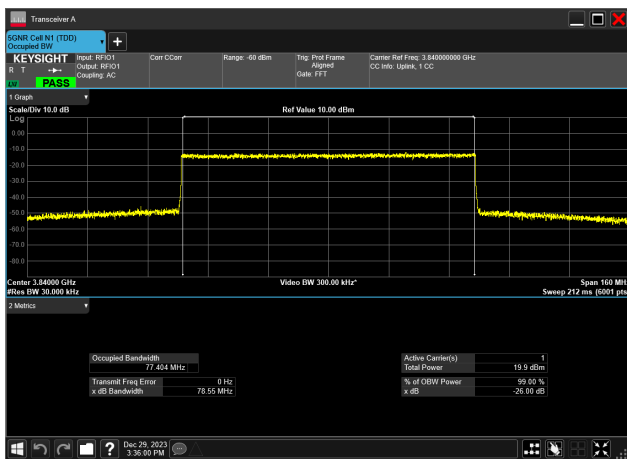 Transceiver A
5GNR Cell N1 (TDD)
Occupied BW
KEYSIGHT
R T
PASS
Input: RFIO1
Output: RFIO1
Coupling: AC
Corr CCorr
Range: -60 dBm
Trig: Prot Frame
Aligned
Gate: FFT
Carrier Ref Freq: 3.840000000 GHz
CC Info: Uplink, 1 CC
1 Graph
Scale/Div 10.0 dB
Ref Value 10.00 dBm
Log
0.00
-10.0
-20.0
-30.0
-40.0
-50.0
-60.0
-70.0
-80.0
Center 3.84000 GHz
Video BW 300.00 kHz*
Span 160 MHz
#Res BW 30.000 kHz
Sweep 212 ms (6001 pts
2 Metrics
Occupied Bandwidth
77.404 MHz
Transmit Freq Error 0 Hz
x dB Bandwidth 78.55 MHz
Active Carrier(s) 1
Total Power 19.9 dBm
% of OBW Power 99.00 %
x dB -26.00 dB
?
Dec 29, 2023
3:36:00 PM